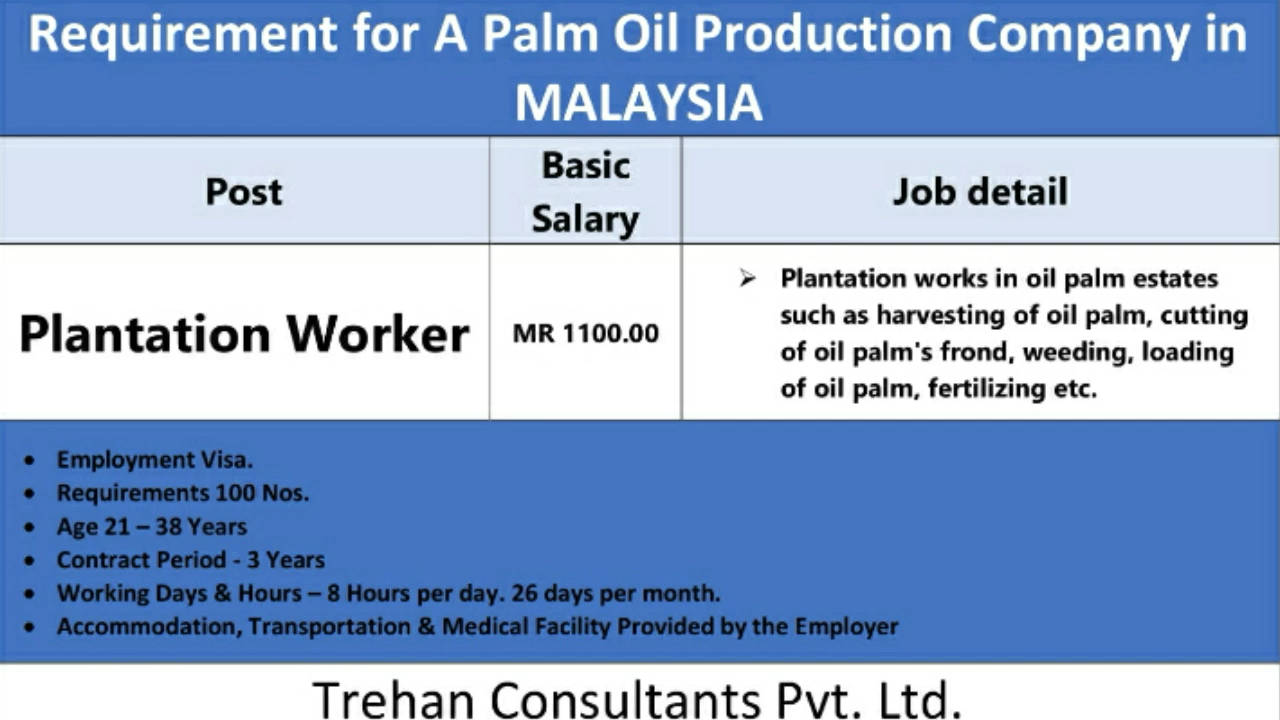 Requirement for A Palm Oil Production Company in
MALAYSIA
Post
Basic
Salary
Job detail
Plantation Worker
MR 1100.00
➢ Plantation works in oil palm estates
such as harvesting of oil palm, cutting
of oil palm's frond, weeding, loading
of oil palm, fertilizing etc.
• Employment Visa.
• Requirements 100 Nos.
• Age 21 – 38 Years
• Contract Period - 3 Years
• Working Days & Hours – 8 Hours per day. 26 days per month.
• Accommodation, Transportation & Medical Facility Provided by the Employer
Trehan Consultants Pvt. Ltd.